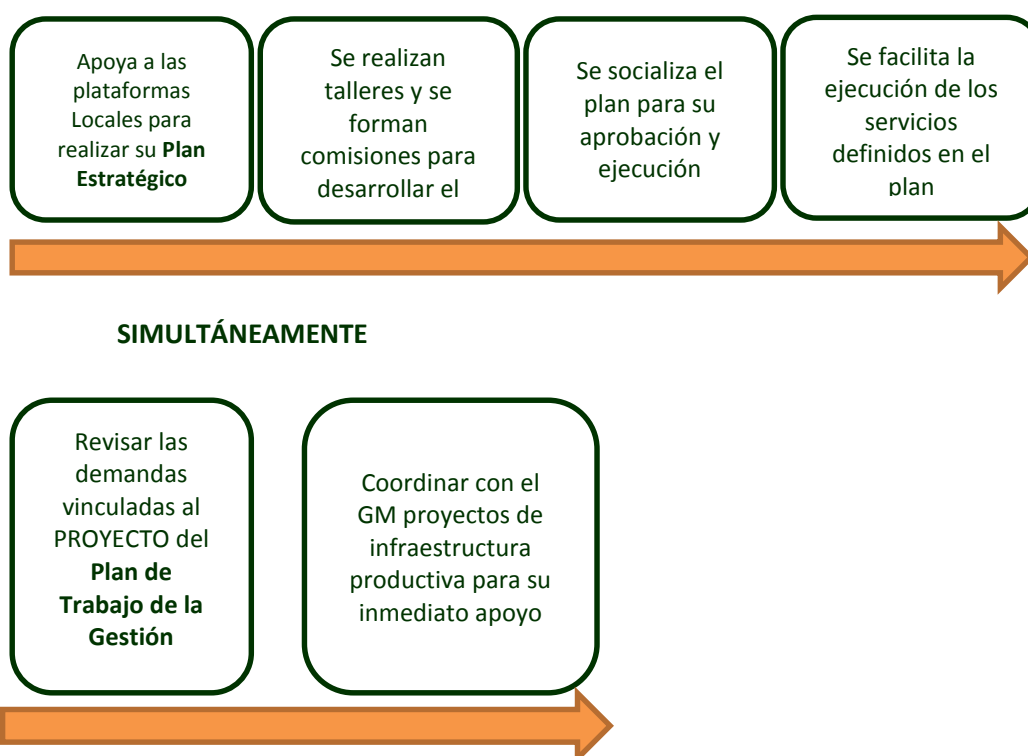 Apoya a las
plataformas
Locales para
realizar su Plan
Estratégico
Se realizan
talleres y se
forman
comisiones para
desarrollar el
Se socializa el
plan para su
aprobación y
ejecución
Se facilita la
ejecución de los
servicios
definidos en el
plan
SIMULTÁNEAMENTE
Revisar las
demandas
vinculadas al
PROYECTO del
Plan de
Trabajo de la
Gestión
Coordinar con el
GM proyectos de
infraestructura
productiva para su
inmediato apoyo